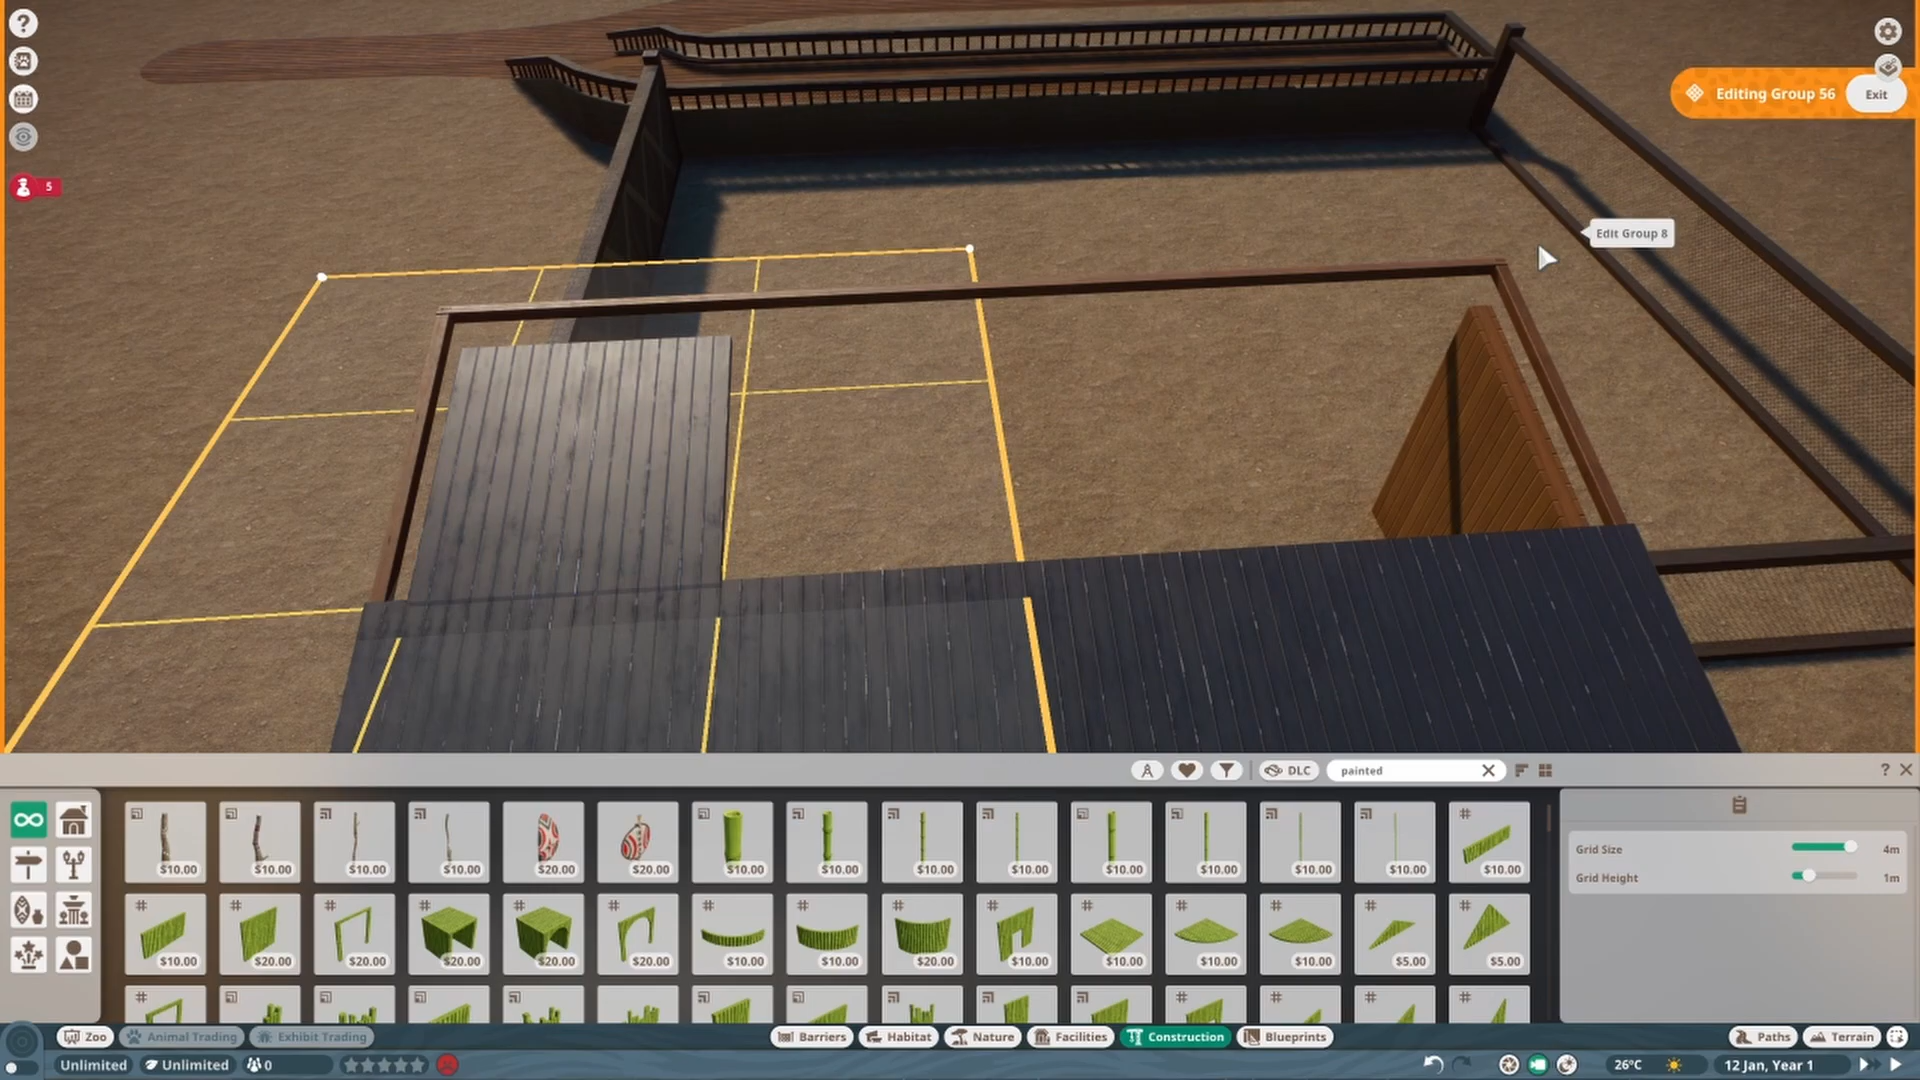 ?
5
Editing Group 56
Exit
Edit Group 8
DLC
painted
?
$10.00 $10.00 $10.00 $10.00 $20.00 $20.00 $10.00 $10.00 $10.00 $10.00 $10.00 $10.00 $10.00 $10.00 $10.00
$10.00 $20.00 $20.00 $20.00 $20.00 $20.00 $10.00 $10.00 $20.00 $10.00 $10.00 $10.00 $10.00 $5.00 $5.00
Grid Size 4m
Grid Height 1m
Zoo Animal Trading Exhibit Trading
Barriers Habitat Nature Facilities Construction Blueprints
Paths Terrain
Unlimited Unlimited 0
26°C 12 Jan, Year 1